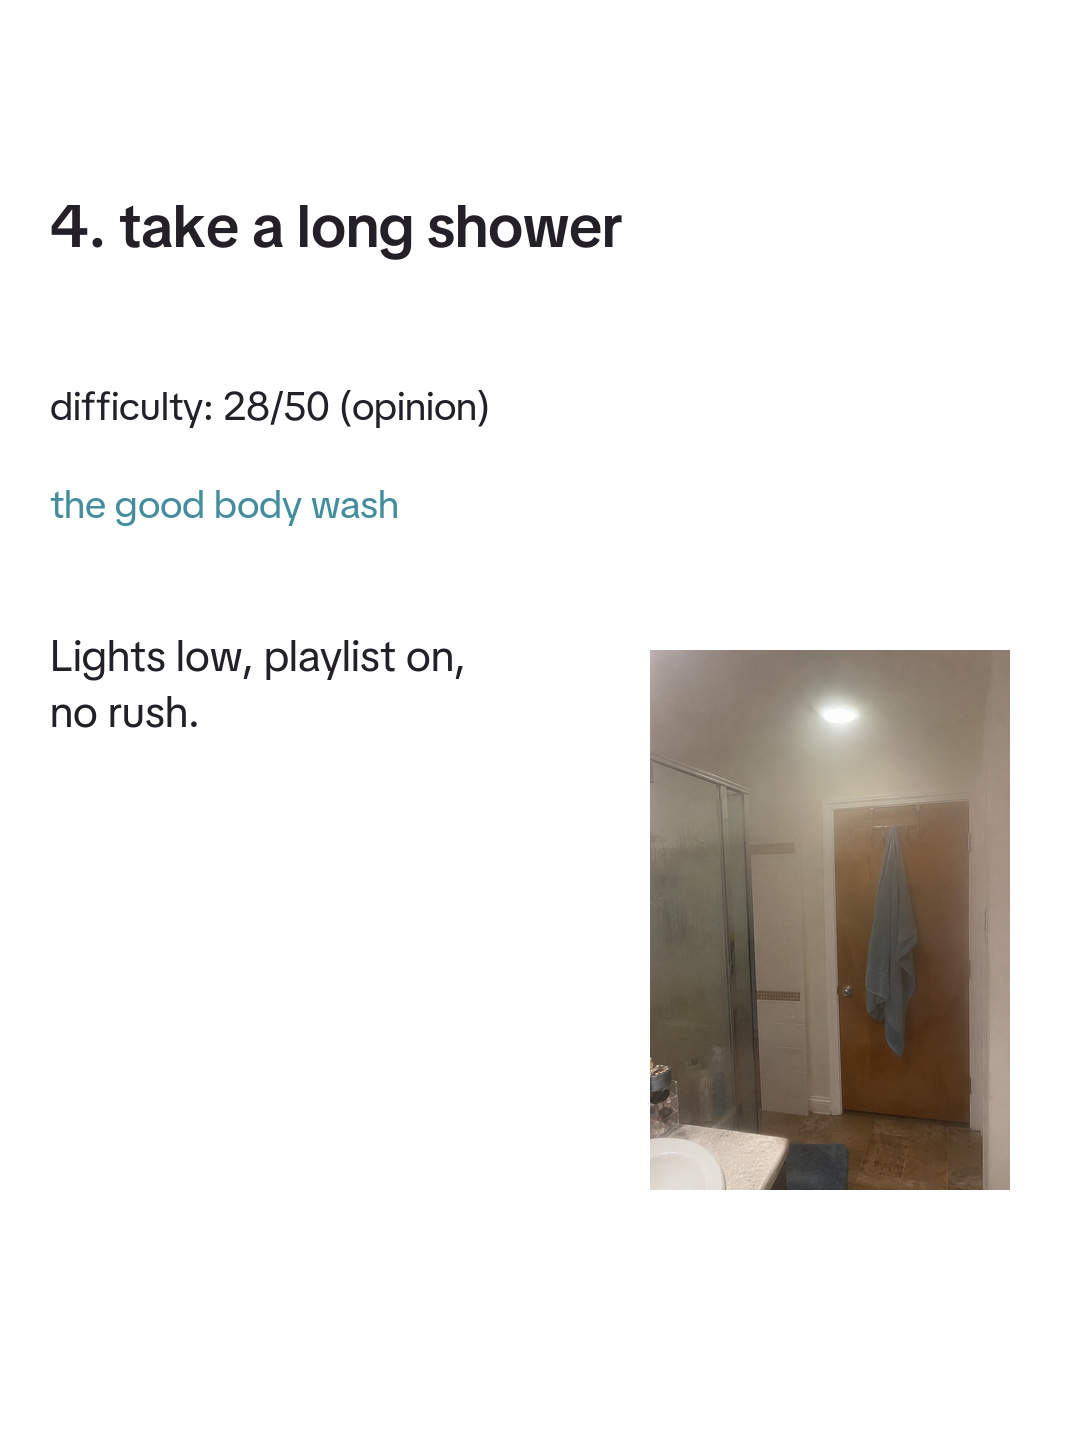 4. take a long shower
difficulty: 28/50 (opinion)
the good body wash
Lights low, playlist on,
no rush.